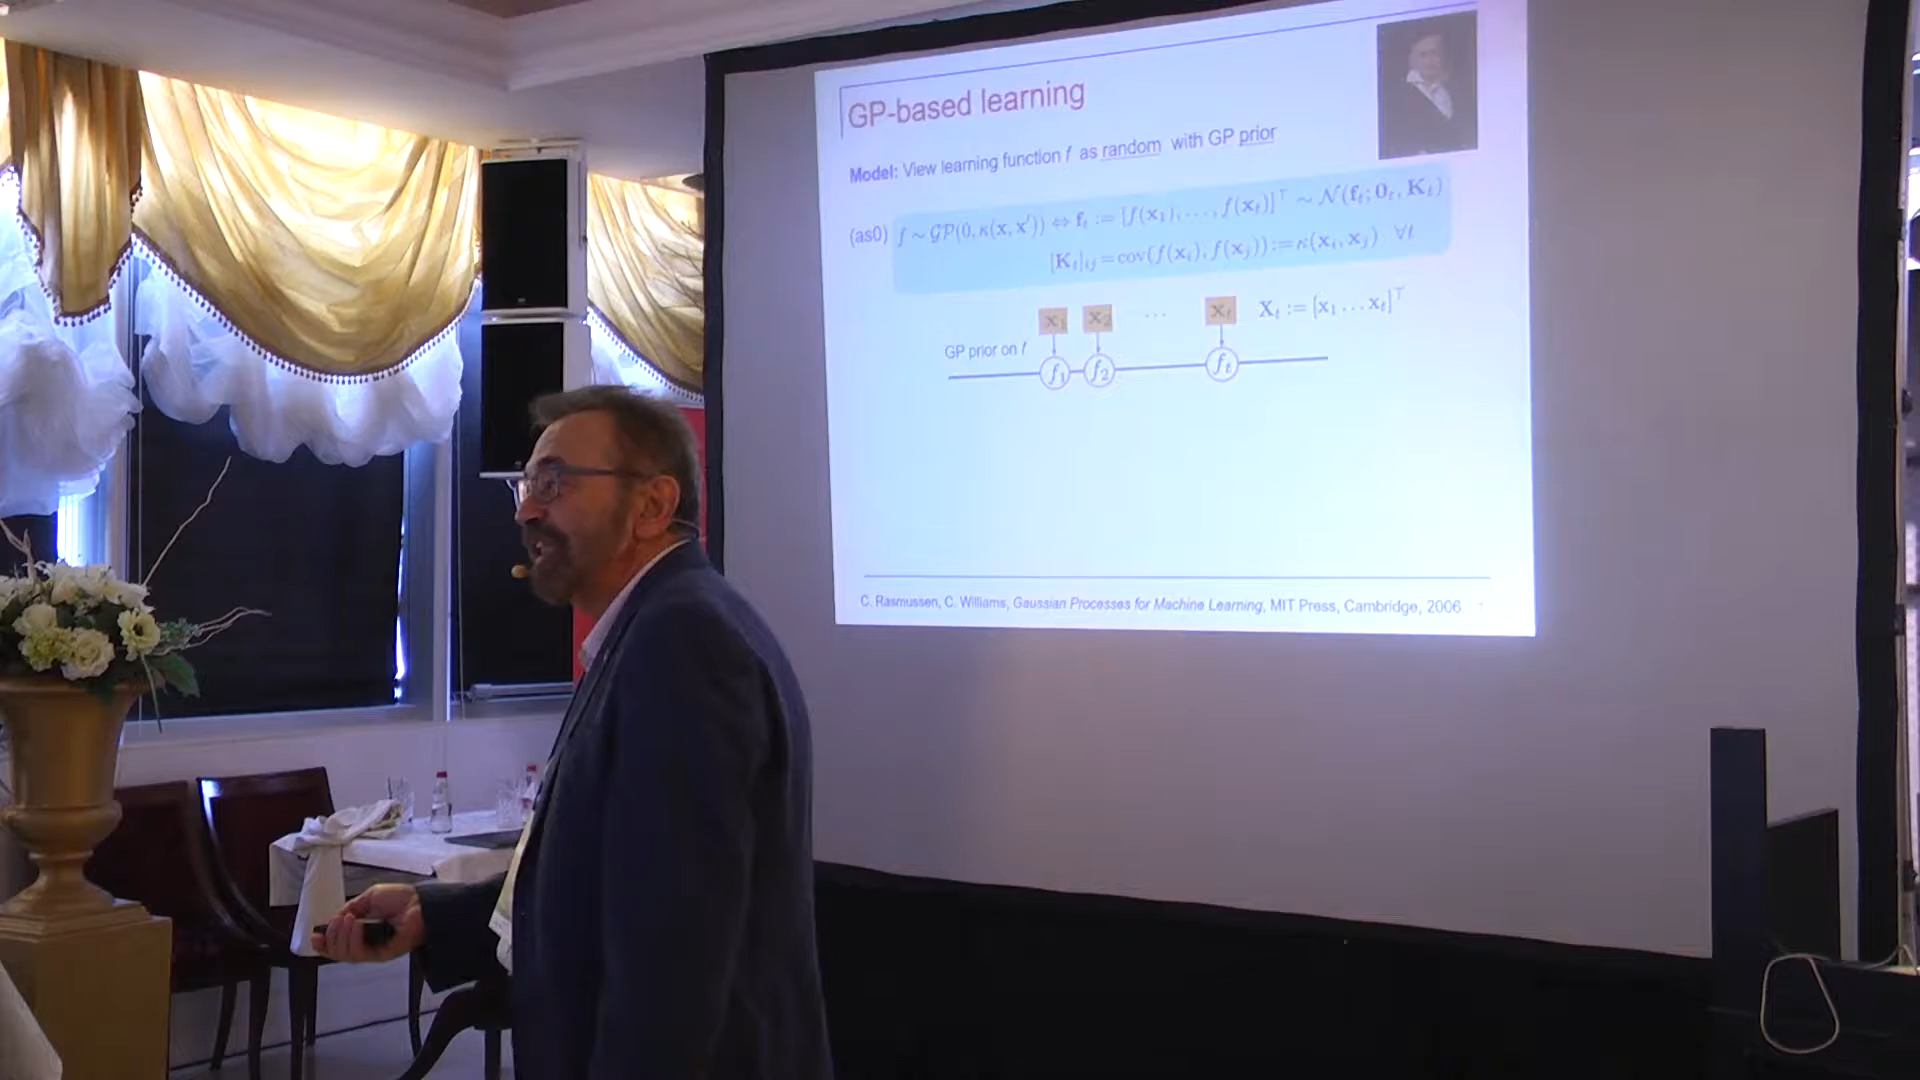 GP-based learning
Model: View learning function f as random with GP prior
(as0) f ∼ 𝒢𝒫(0, κ(x, x′)) ⇔ f_t := [f(x_1), …, f(x_t)]^⊤ ∼ 𝒩(f_t; 0_t, K_t)
[K_t]_ij = cov(f(x_i), f(x_j)) := κ(x_i, x_j) ∀t
x_1 x_2 … x_t X_t := [x_1 … x_t]^⊤
GP prior on f
f_1 f_2 f_t
C. Rasmussen, C. Williams, Gaussian Processes for Machine Learning, MIT Press, Cambridge, 2006